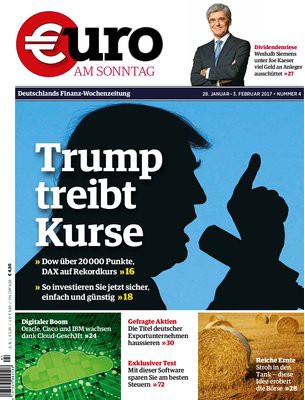 €uro
AM SONNTAG
Dividendenriese
Weshalb Siemens
unter Joe Kaeser
viel Geld an Anleger
ausschüttet »27
Deutschlands Finanz-Wochenzeitung
28. JANUAR–3. FEBRUAR 2017 • NUMMER 4
Trump
treibt
Kurse
» Dow über 20 000 Punkte,
DAX auf Rekordkurs »16
» So investieren Sie jetzt sicher,
einfach und günstig »18
Digitaler Boom
Oracle, Cisco und IBM wachsen
dank Cloud-Geschäft »24
Gefragte Aktien
Die Titel deutscher
Exportunternehmen
haussieren »30
Exklusiver Test
Mit dieser Software
sparen Sie am besten
Steuern »72
Reiche Ernte
Stroh in den
Tank – diese
Idee erobert
die Börse »28